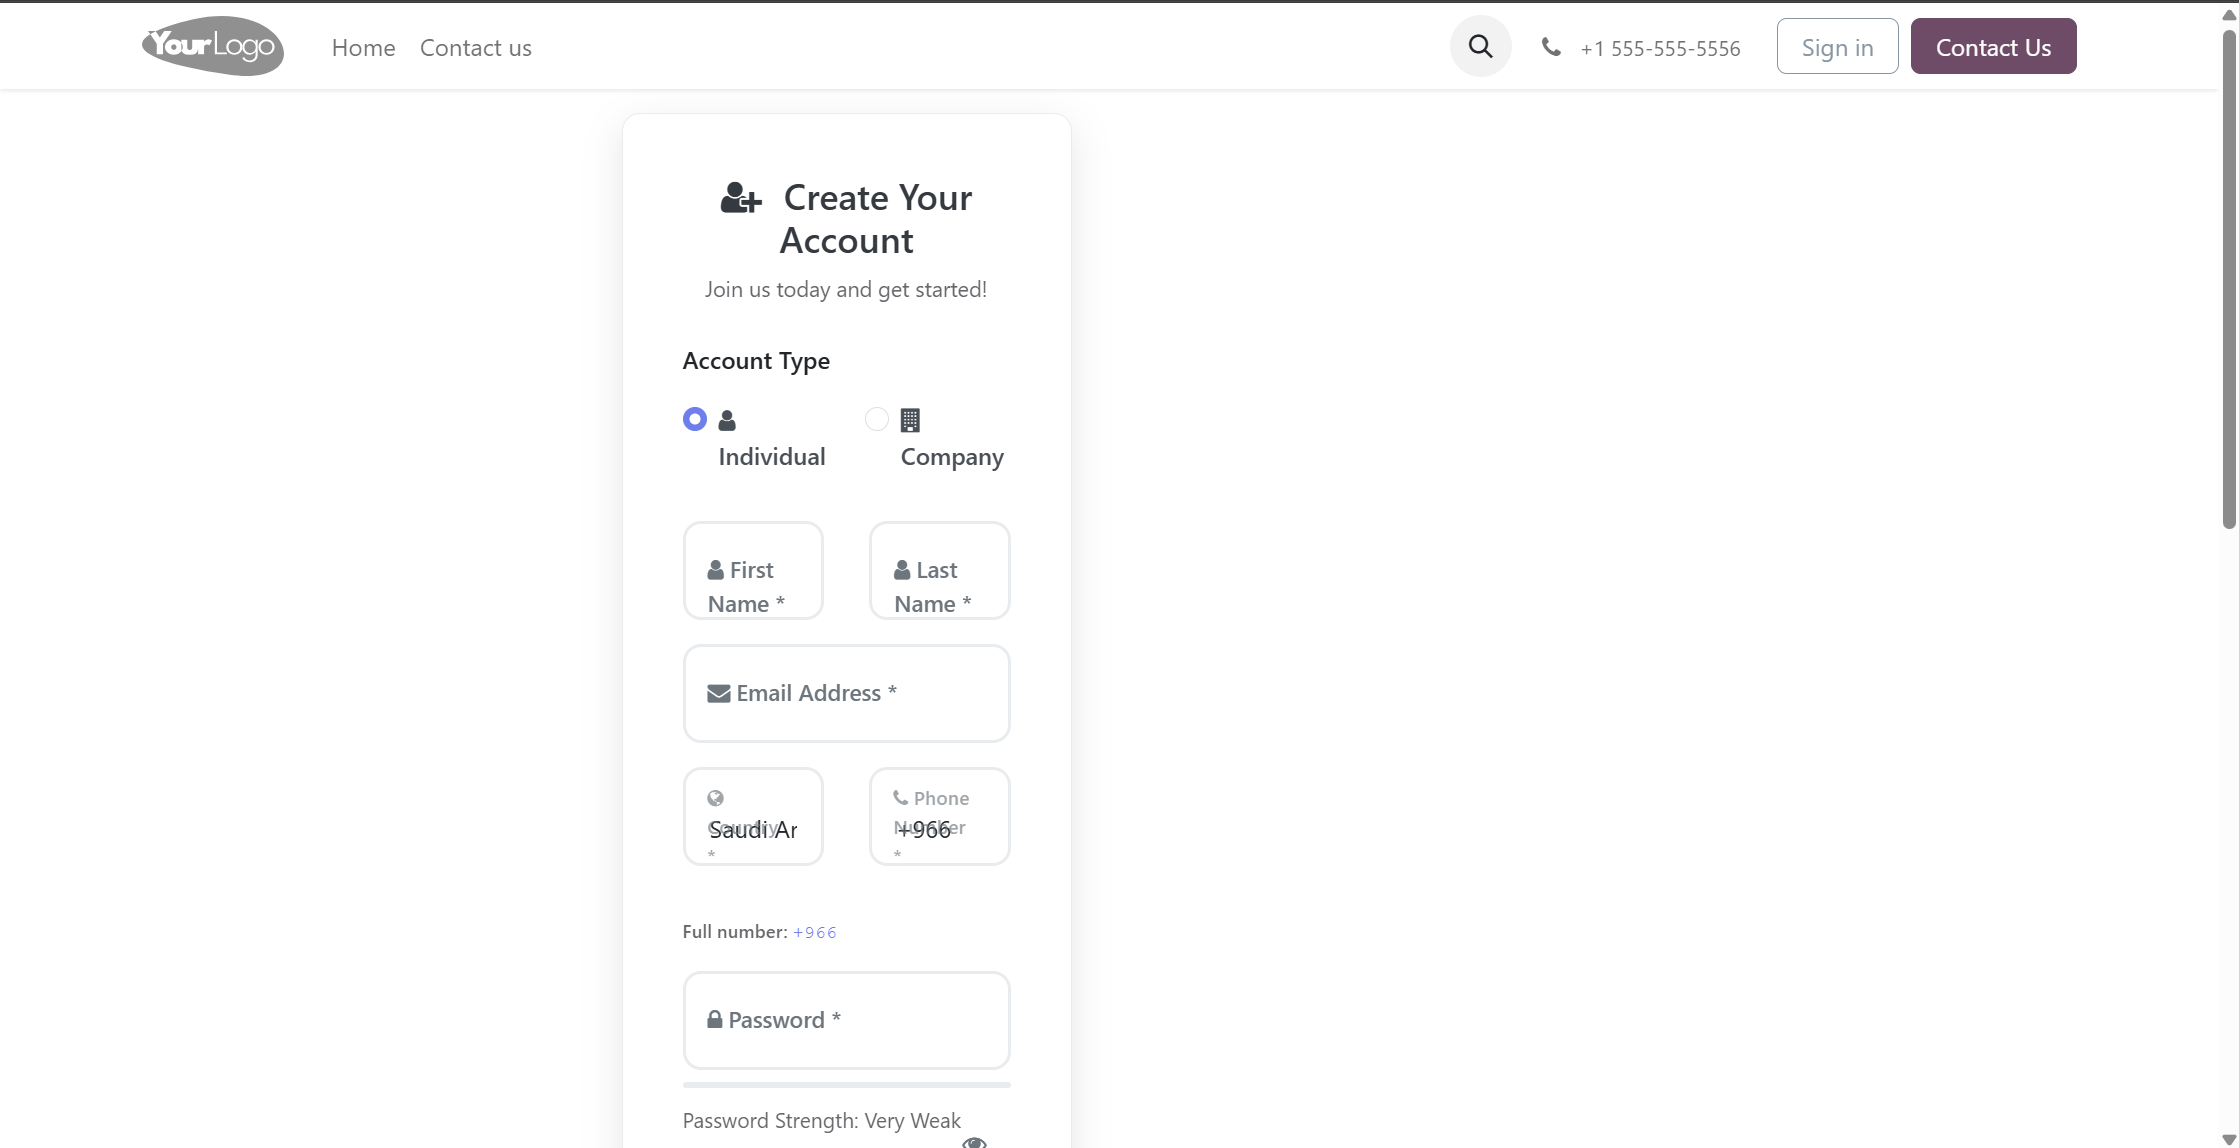 YourLogo
Home
Contact us
+1 555-555-5556
Sign in
Contact Us
Create Your
Account
Join us today and get started!
Account Type
Individual
Company
First
Name *
Last
Name *
Email Address *
Country
*
Saudi Ar
Phone
Number
*
+966
Full number: +966
Password *
Password Strength: Very Weak